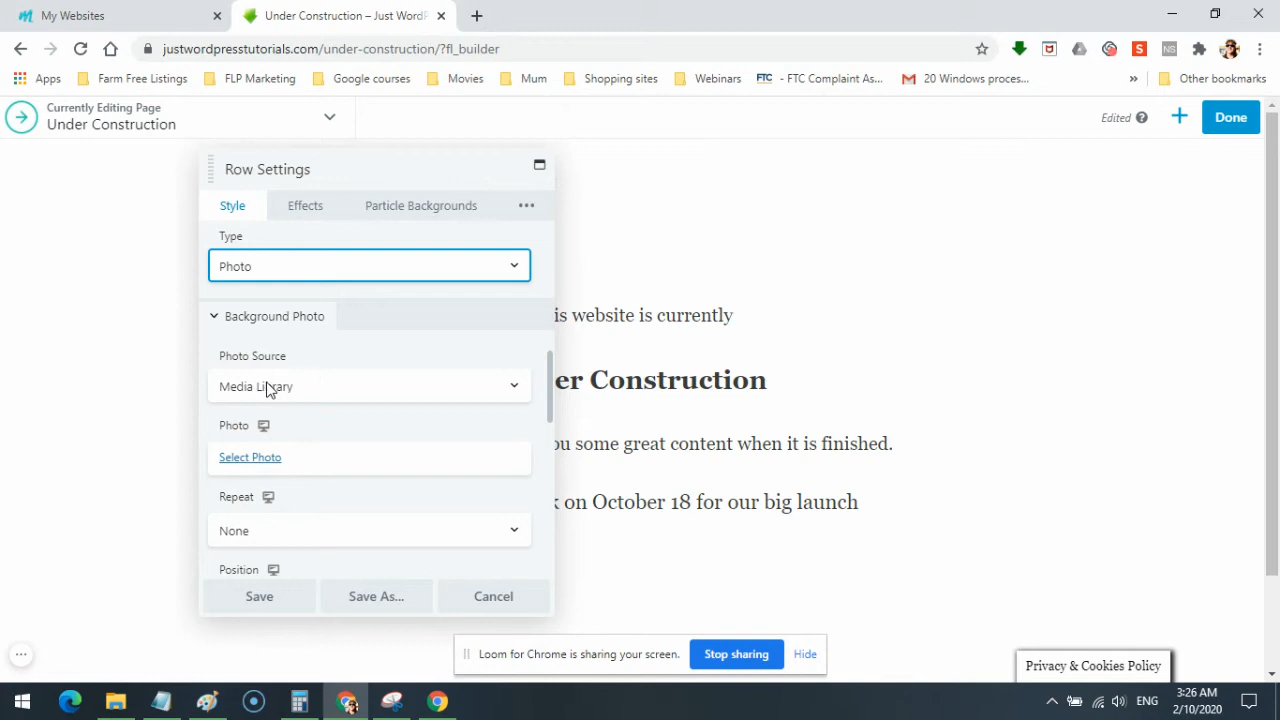 My Websites
Under Construction – Just WordP
justwordpresstutorials.com/under-construction/?fl_builder
Apps
Farm Free Listings
FLP Marketing
Google courses
Movies
Mum
Shopping sites
Webinars
FTC - FTC Complaint As...
20 Windows proces...
»
Other bookmarks
Currently Editing Page
Under Construction
Edited
Done
Row Settings
Style
Effects
Particle Backgrounds
Type
Photo
Background Photo
Photo Source
Media Library
Photo
Select Photo
Repeat
None
Position
Save
Save As...
Cancel
is website is currently
er Construction
ou some great content when it is finished.
k on October 18 for our big launch
Loom for Chrome is sharing your screen.
Stop sharing
Hide
Privacy & Cookies Policy
ENG
3:26 AM
2/10/2020